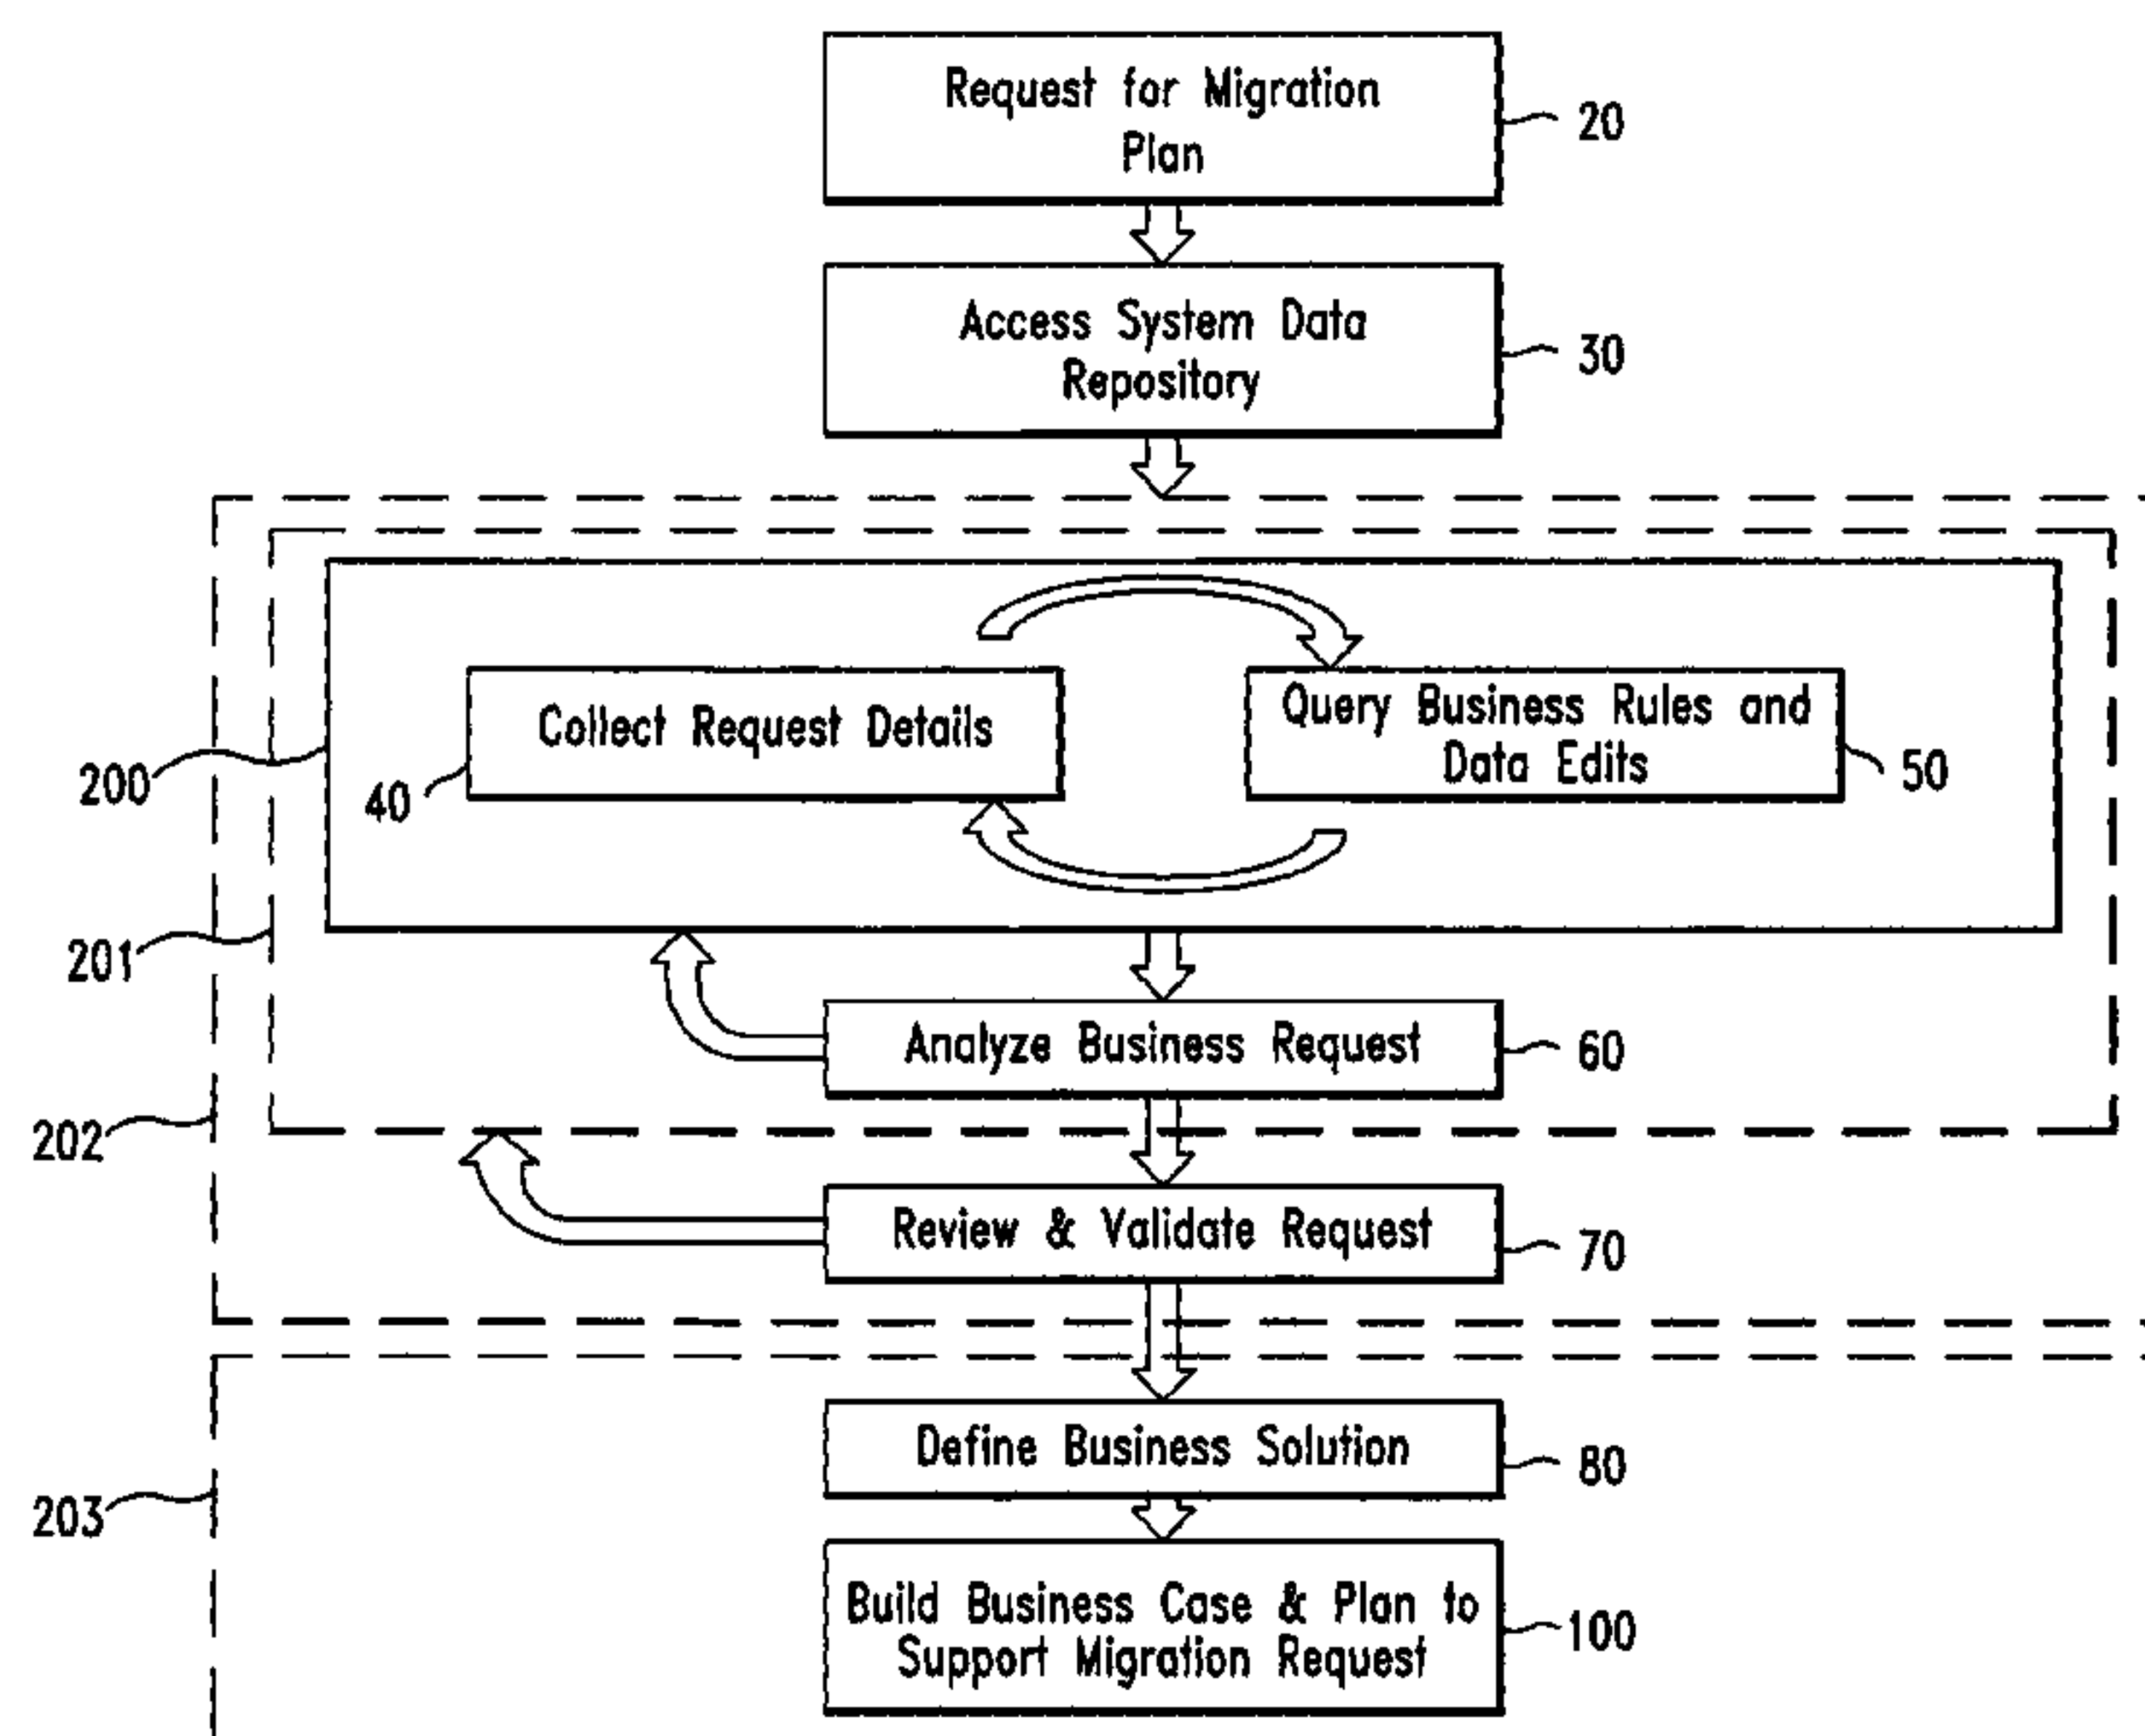 Request for Migration
Plan
20
Access System Data
Repository
30
Collect Request Details
Query Business Rules and
Data Edits
200
40
50
201
Analyze Business Request
60
202
Review & Validate Request
70
Define Business Solution
80
203
Build Business Case & Plan to
Support Migration Request
100